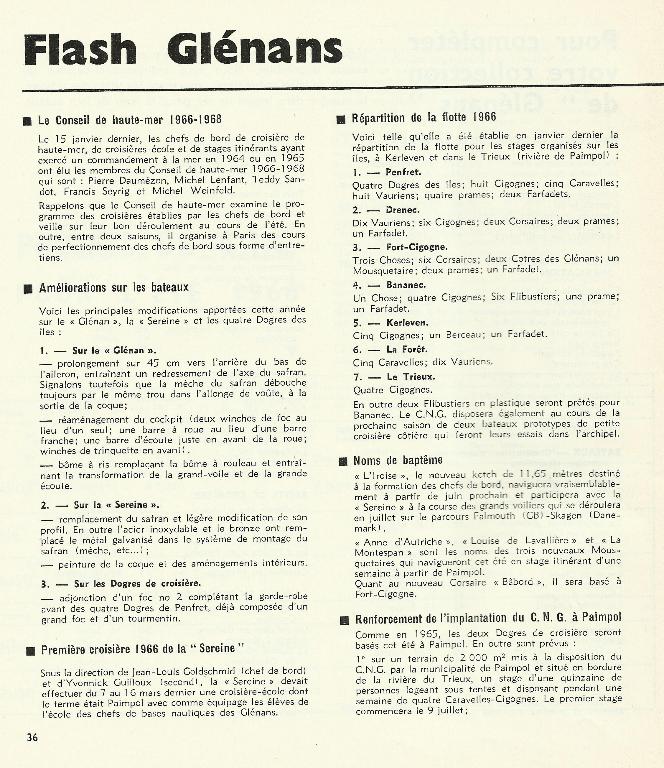 Flash Glénans
Le Conseil de haute-mer 1966-1968
Le 15 janvier dernier, les chefs de bord de croisière de
haute-mer, de croisières école et de stages itinérants ayant
exercé un commandement à la mer en 1964 ou en 1965
ont élu les membres du Conseil de haute-mer 1966-1968
qui sont : Pierre Daumézon, Michel Lenfant, Teddy San-
dot, Francis Seyrig et Michel Weinfeld.
Rappelons que le Conseil de haute-mer examine le pro-
gramme des croisières établies par les chefs de bord et
veille sur leur bon déroulement au cours de l'été. En
outre, entre deux saisons, il organise à Paris des cours
de perfectionnement des chefs de bord sous forme d'entre-
tiens.
Améliorations sur les bateaux
Voici les principales modifications apportées cette année
sur le « Glénan », la « Sereine » et les quatre Dogres des
îles :
1. — Sur le « Glénan ».
— prolongement sur 45 cm vers l'arrière du bas de
l'aileron, entraînant un redressement de l'axe du safran.
Signalons toutefois que la mèche du safran débouche
toujours par le même trou dans l'allonge de voûte, à la
sortie de la coque;
— réaménagement du cockpit (deux winches de foc au
lieu d'un seul; une barre à roue au lieu d'une barre
franche; une barre d'écoute juste en avant de la roue;
winches de trinquette en avant).
— bôme à ris remplaçant la bôme à rouleau et entraî-
nant la transformation de la grand-voile et de la grande
écoute.
2. — Sur la « Sereine ».
— remplacement du safran et légère modification de son
profil. En outre l'acier inoxydable et le bronze ont rem-
placé le métal galvanisé dans le système de montage du
safran (mèche, etc...) ;
— peinture de la coque et des aménagements intérieurs.
3. — Sur les Dogres de croisière.
— adjonction d'un foc no 2 complétant la garde-robe
avant des quatre Dogres de Penfret, déjà composée d'un
grand foc et d'un tourmentin.
Première croisière 1966 de la " Sereine "
Sous la direction de Jean-Louis Goldschmid (chef de bord)
et d'Yvonnick Guilloux (second), la « Sereine » devait
effectuer du 7 au 16 mars dernier une croisière-école dont
le terme était Paimpol avec comme équipage les élèves de
l'école des chefs de bases nautiques des Glénans.
36
Répartition de la flotte 1966
Voici telle qu'elle a été établie en janvier dernier la
répartition de la flotte pour les stages organisés sur les
îles, à Kerleven et dans le Trieux (rivière de Paimpol) :
1. — Penfret.
Quatre Dogres des îles; huit Cigognes; cinq Caravelles;
huit Vauriens; quatre prames; deux Farfadets.
2. — Drenec.
Dix Vauriens; six Cigognes; deux Corsaires; deux prames;
un Farfadet.
3. — Fort-Cigogne.
Trois Choses; six Corsaires; deux Cotres des Glénans; un
Mousquetaire; deux prames; un Farfadet.
4. — Bananec.
Un Chose; quatre Cigognes; Six Flibustiers; une prame;
un Farfadet.
5. — Kerleven.
Cinq Cigognes; un Berceau; un Farfadet.
6. — La Forêt.
Cinq Caravelles; dix Vauriens.
7. — Le Trieux.
Quatre Cigognes.
En outre deux Flibustiers en plastique seront prêtés pour
Bananec. Le C.N.G. disposera également au cours de la
prochaine saison de deux bateaux prototypes de petite
croisière côtière qui feront leurs essais dans l'archipel.
Noms de baptême
« L'Iroise », le nouveau ketch de 11,65 mètres destiné
à la formation des chefs de bord, naviguera vraisemblable-
ment à partir de juin prochain et participera avec la
« Sereine » à la course des grands voiliers qui se déroulera
en juillet sur le parcours Falmouth (GB)-Skagen (Dane-
mark).
« Anne d'Autriche », « Louise de Lavallière » et « La
Montespan » sont les noms des trois nouveaux Mous-
quetaires qui navigueront cet été en stage itinérant d'une
semaine à partir de Paimpol.
Quant au nouveau Corsaire « Bâbord », il sera basé à
Fort-Cigogne.
Renforcement de l'implantation du C. N. G. à Paimpol
Comme en 1965, les deux Dogres de croisière seront
basés cet été à Paimpol. En outre sont prévus :
1° sur un terrain de 2 000 m² mis à la disposition du
C.N.G. par la municipalité de Paimpol et situé en bordure
de la rivière du Trieux, un stage d'une quinzaine de
personnes logeant sous tentes et disposant pendant une
semaine de quatre Caravelles-Cigognes. Le premier stage
commencera le 9 juillet;